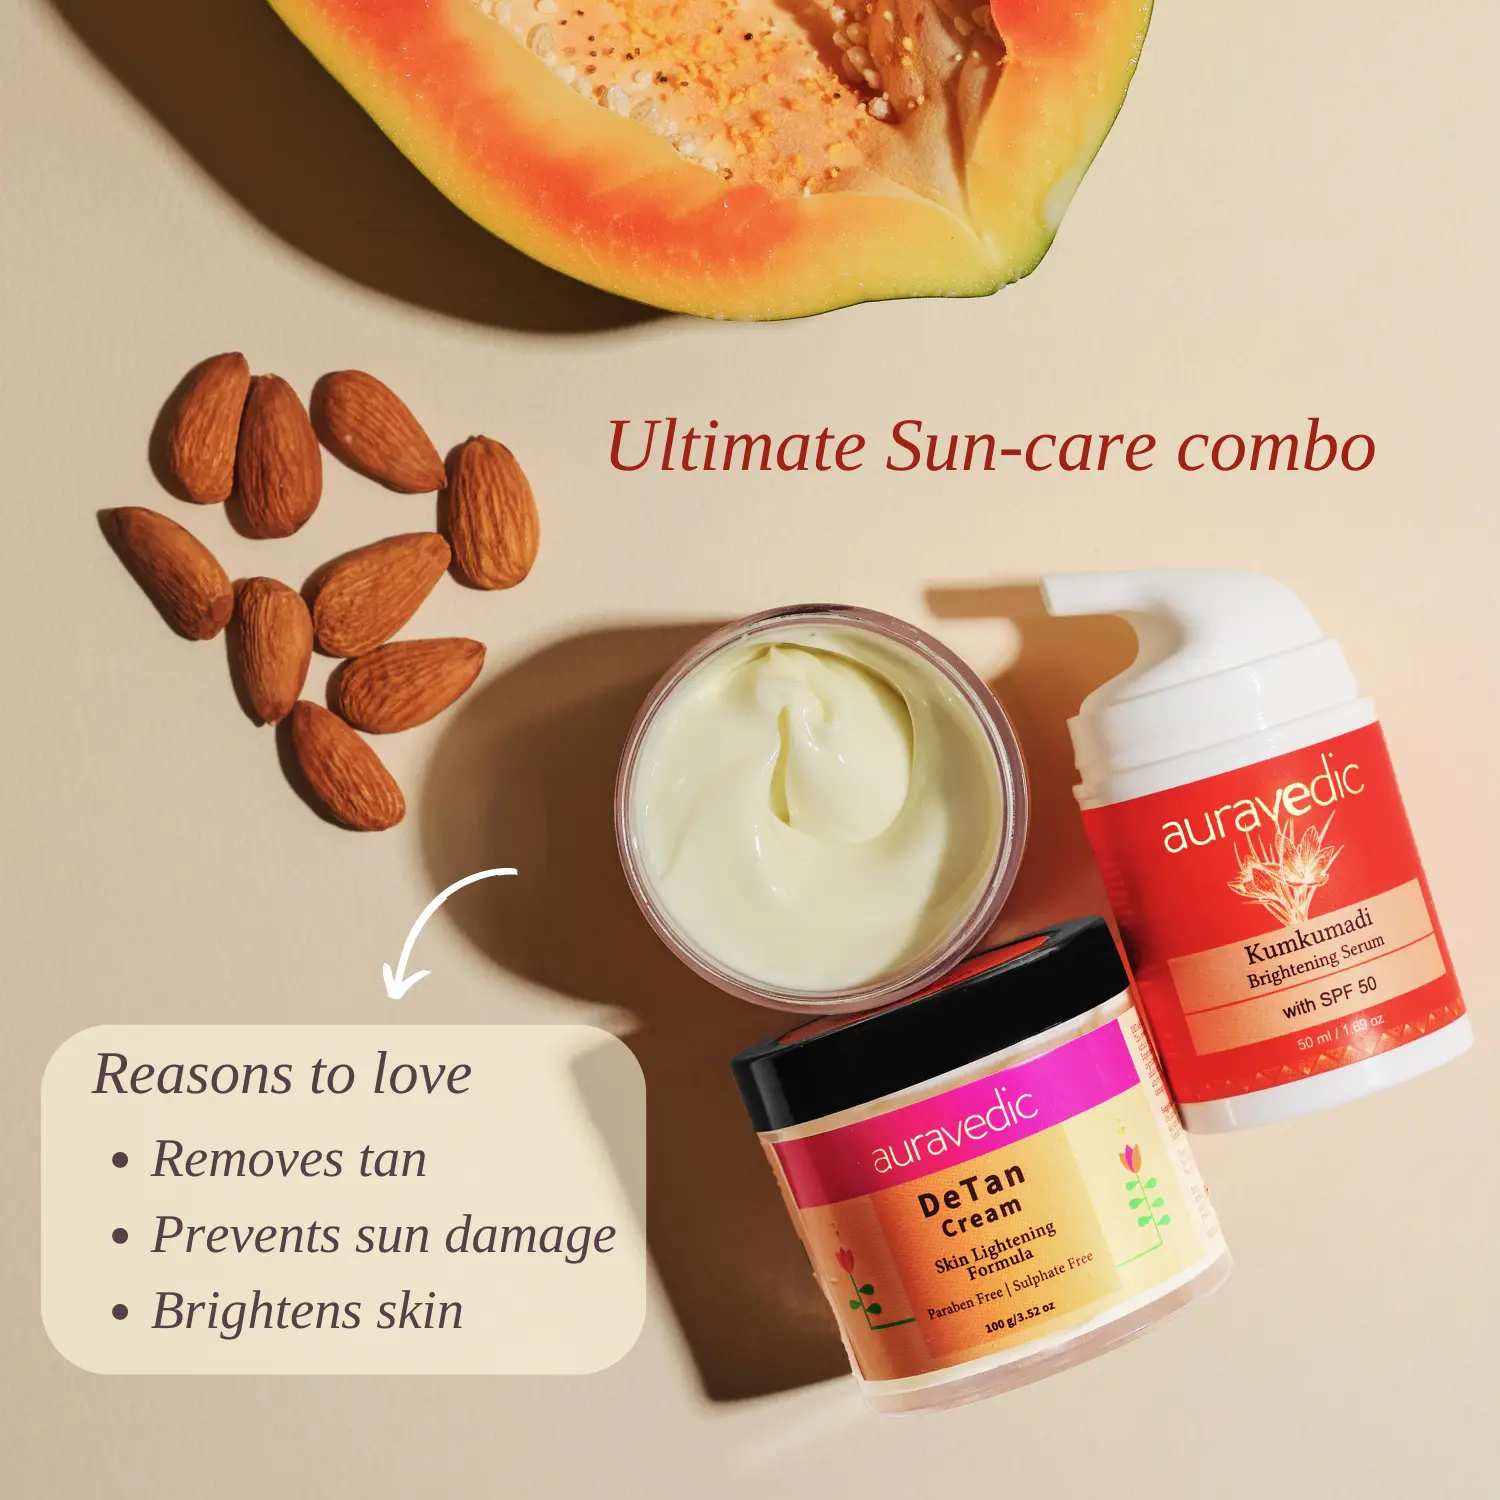 Ultimate Sun-care combo
auravedic
Kumkumadi
Brightening Serum
with SPF 50
50 ml / 1.69 oz
Reasons to love
• Removes tan
• Prevents sun damage
• Brightens skin
auravedic
DeTan
Cream
Skin Lightening
Formula
Paraben Free | Sulphate Free
100 g/3.52 oz